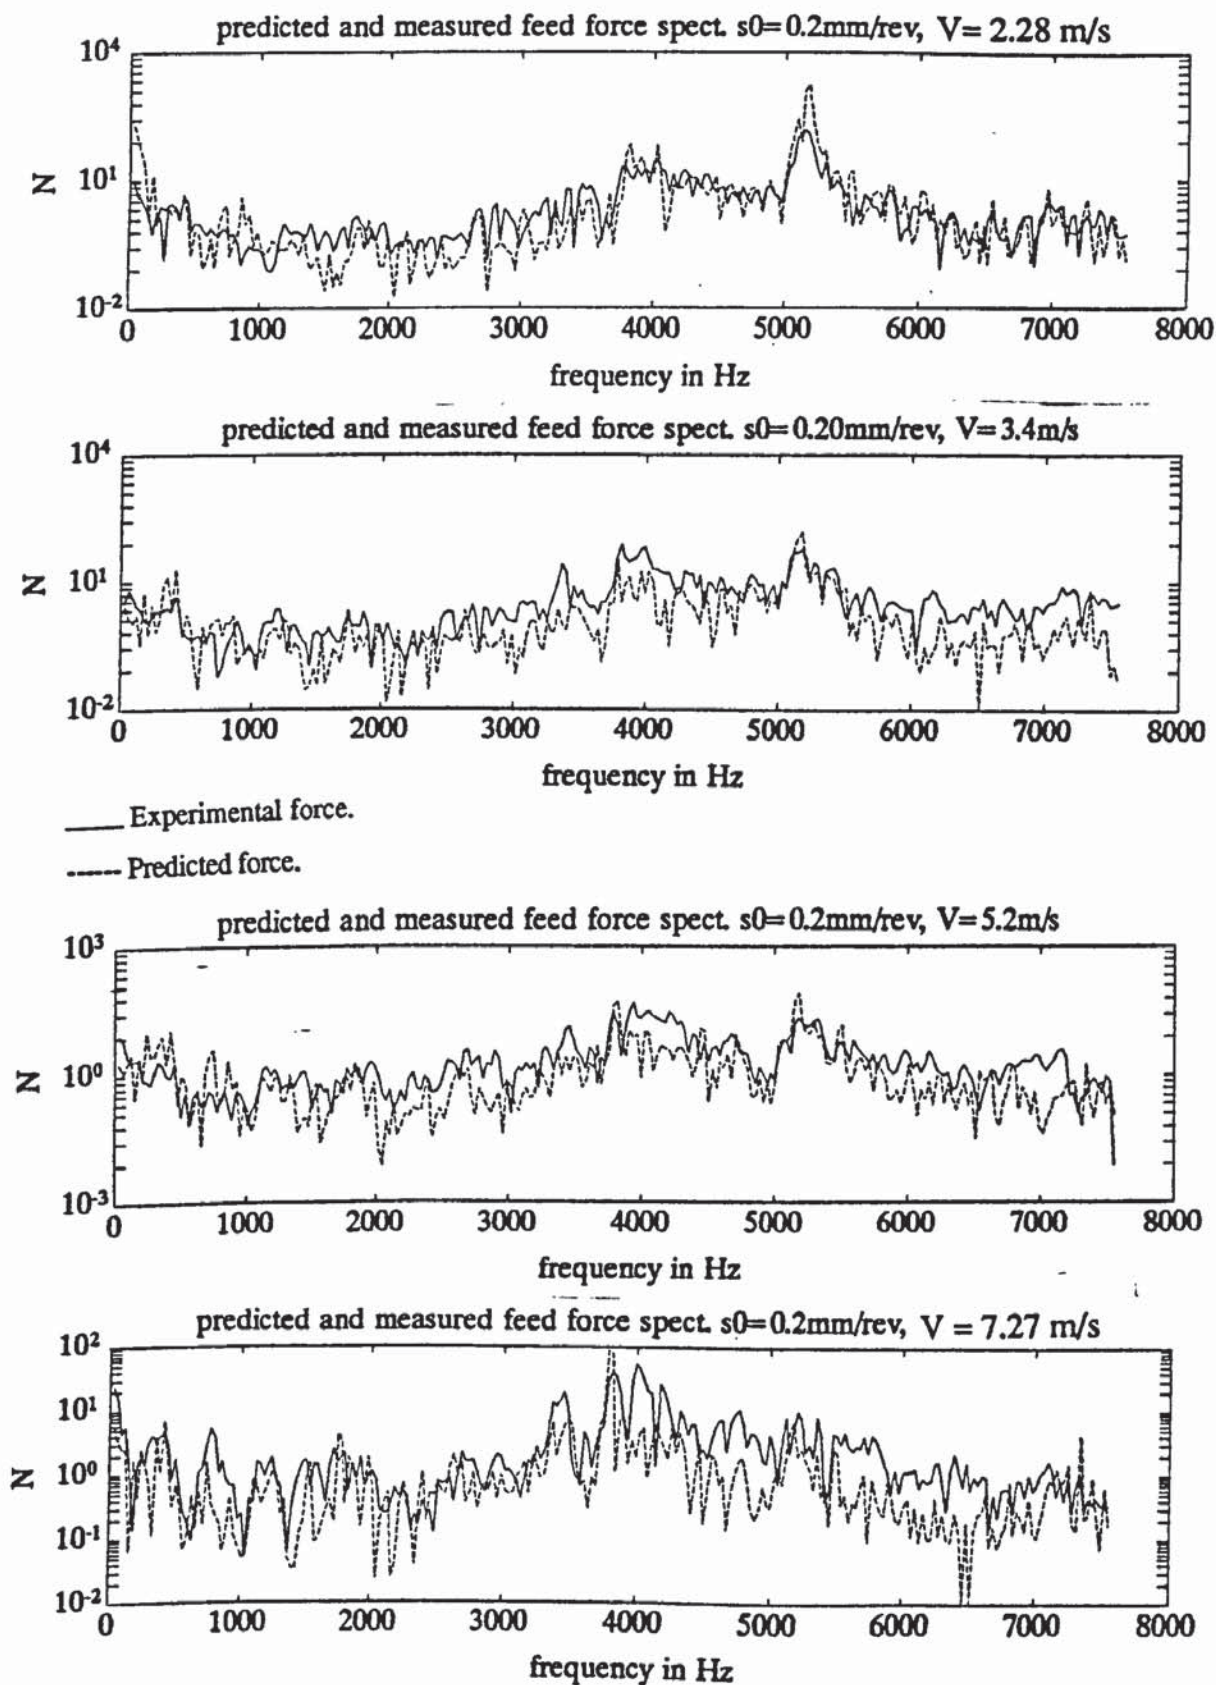 predicted and measured feed force spect. s0=0.2mm/rev, V= 2.28 m/s
10⁴
N
10¹
10⁻²
0 1000 2000 3000 4000 5000 6000 7000 8000
frequency in Hz
predicted and measured feed force spect. s0=0.20mm/rev, V=3.4m/s
10⁴
N
10¹
10⁻²
0 1000 2000 3000 4000 5000 6000 7000 8000
frequency in Hz
Experimental force.
Predicted force.
predicted and measured feed force spect. s0=0.2mm/rev, V=5.2m/s
10³
N
10⁰
10⁻³
0 1000 2000 3000 4000 5000 6000 7000 8000
frequency in Hz
predicted and measured feed force spect. s0=0.2mm/rev, V = 7.27 m/s
10²
10¹
N
10⁰
10⁻¹
10⁻²
0 1000 2000 3000 4000 5000 6000 7000 8000
frequency in Hz